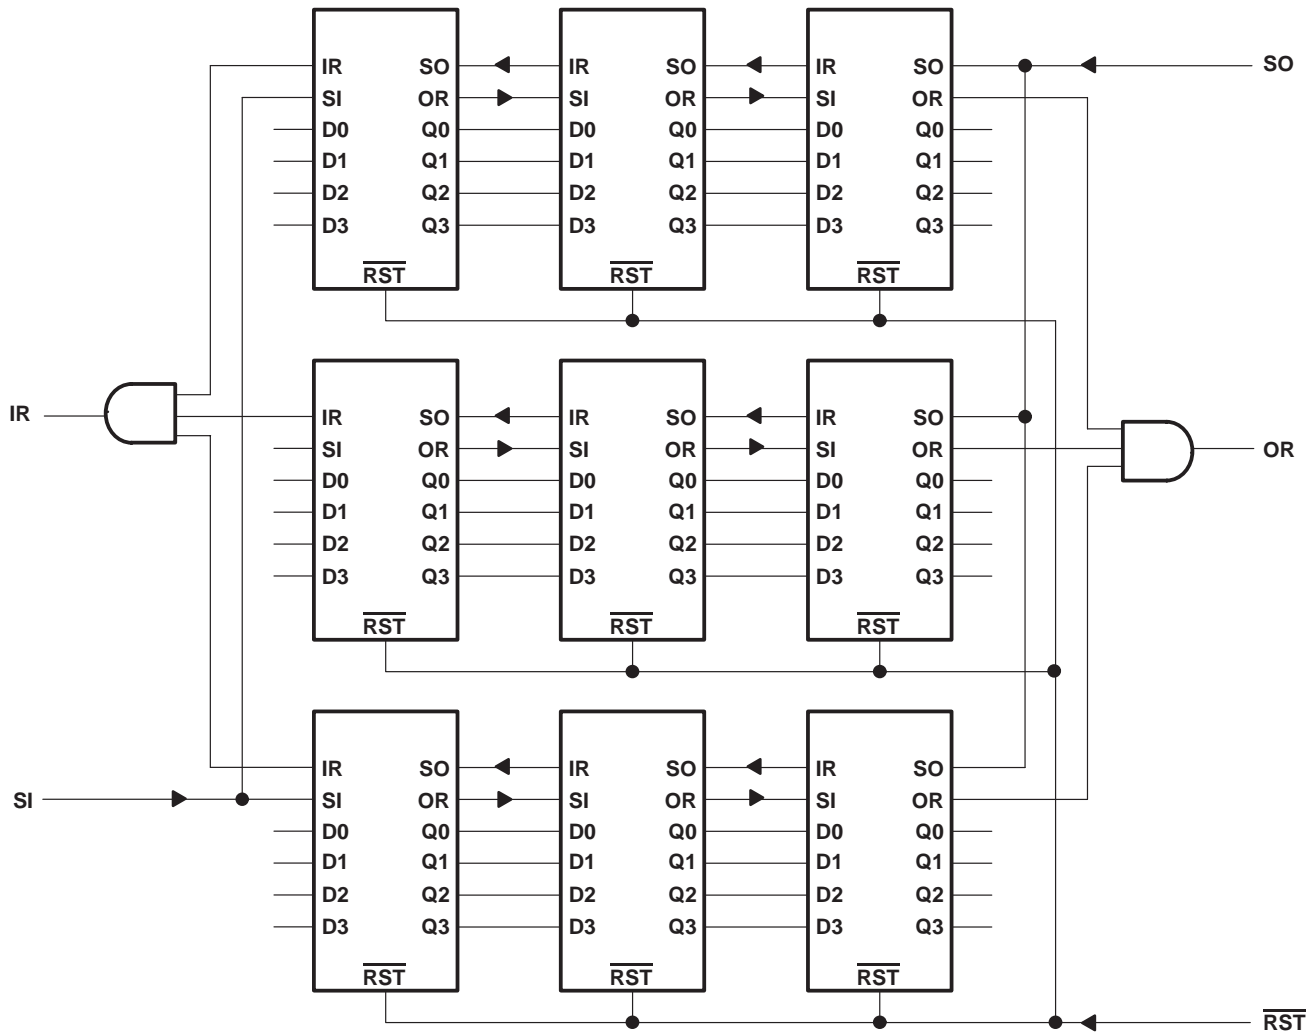 IR SO IR SO IR SO SO
SI OR SI OR SI OR
D0 Q0 D0 Q0 D0 Q0
D1 Q1 D1 Q1 D1 Q1
D2 Q2 D2 Q2 D2 Q2
D3 Q3 D3 Q3 D3 Q3
RST RST RST
IR IR SO IR SO IR SO
SI OR SI OR SI OR OR
D0 Q0 D0 Q0 D0 Q0
D1 Q1 D1 Q1 D1 Q1
D2 Q2 D2 Q2 D2 Q2
D3 Q3 D3 Q3 D3 Q3
RST RST RST
IR SO IR SO IR SO
SI SI OR SI OR SI OR
D0 Q0 D0 Q0 D0 Q0
D1 Q1 D1 Q1 D1 Q1
D2 Q2 D2 Q2 D2 Q2
D3 Q3 D3 Q3 D3 Q3
RST RST RST
RST